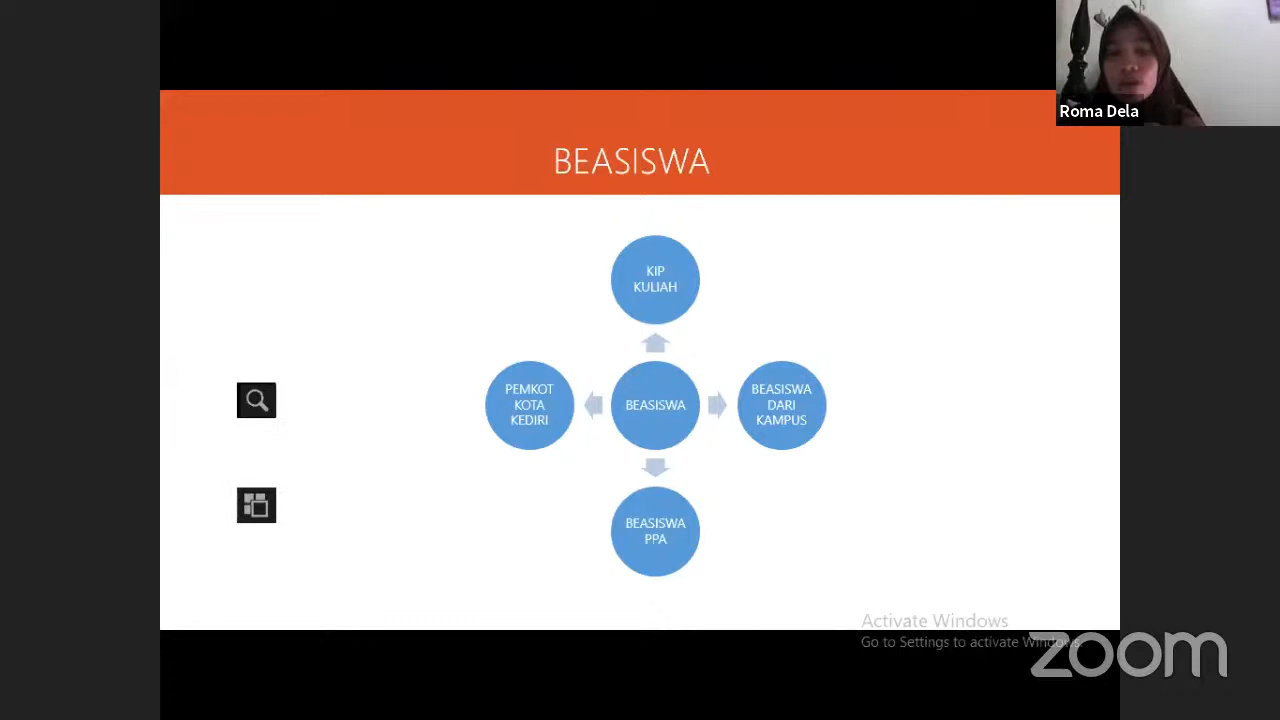 Roma Dela
BEASISWA
KIP
KULIAH
PEMKOT
KOTA
KEDIRI
BEASISWA
BEASISWA
DARI
KAMPUS
BEASISWA
PPA
Activate Windows
Go to Settings to activate Windows.
zoom